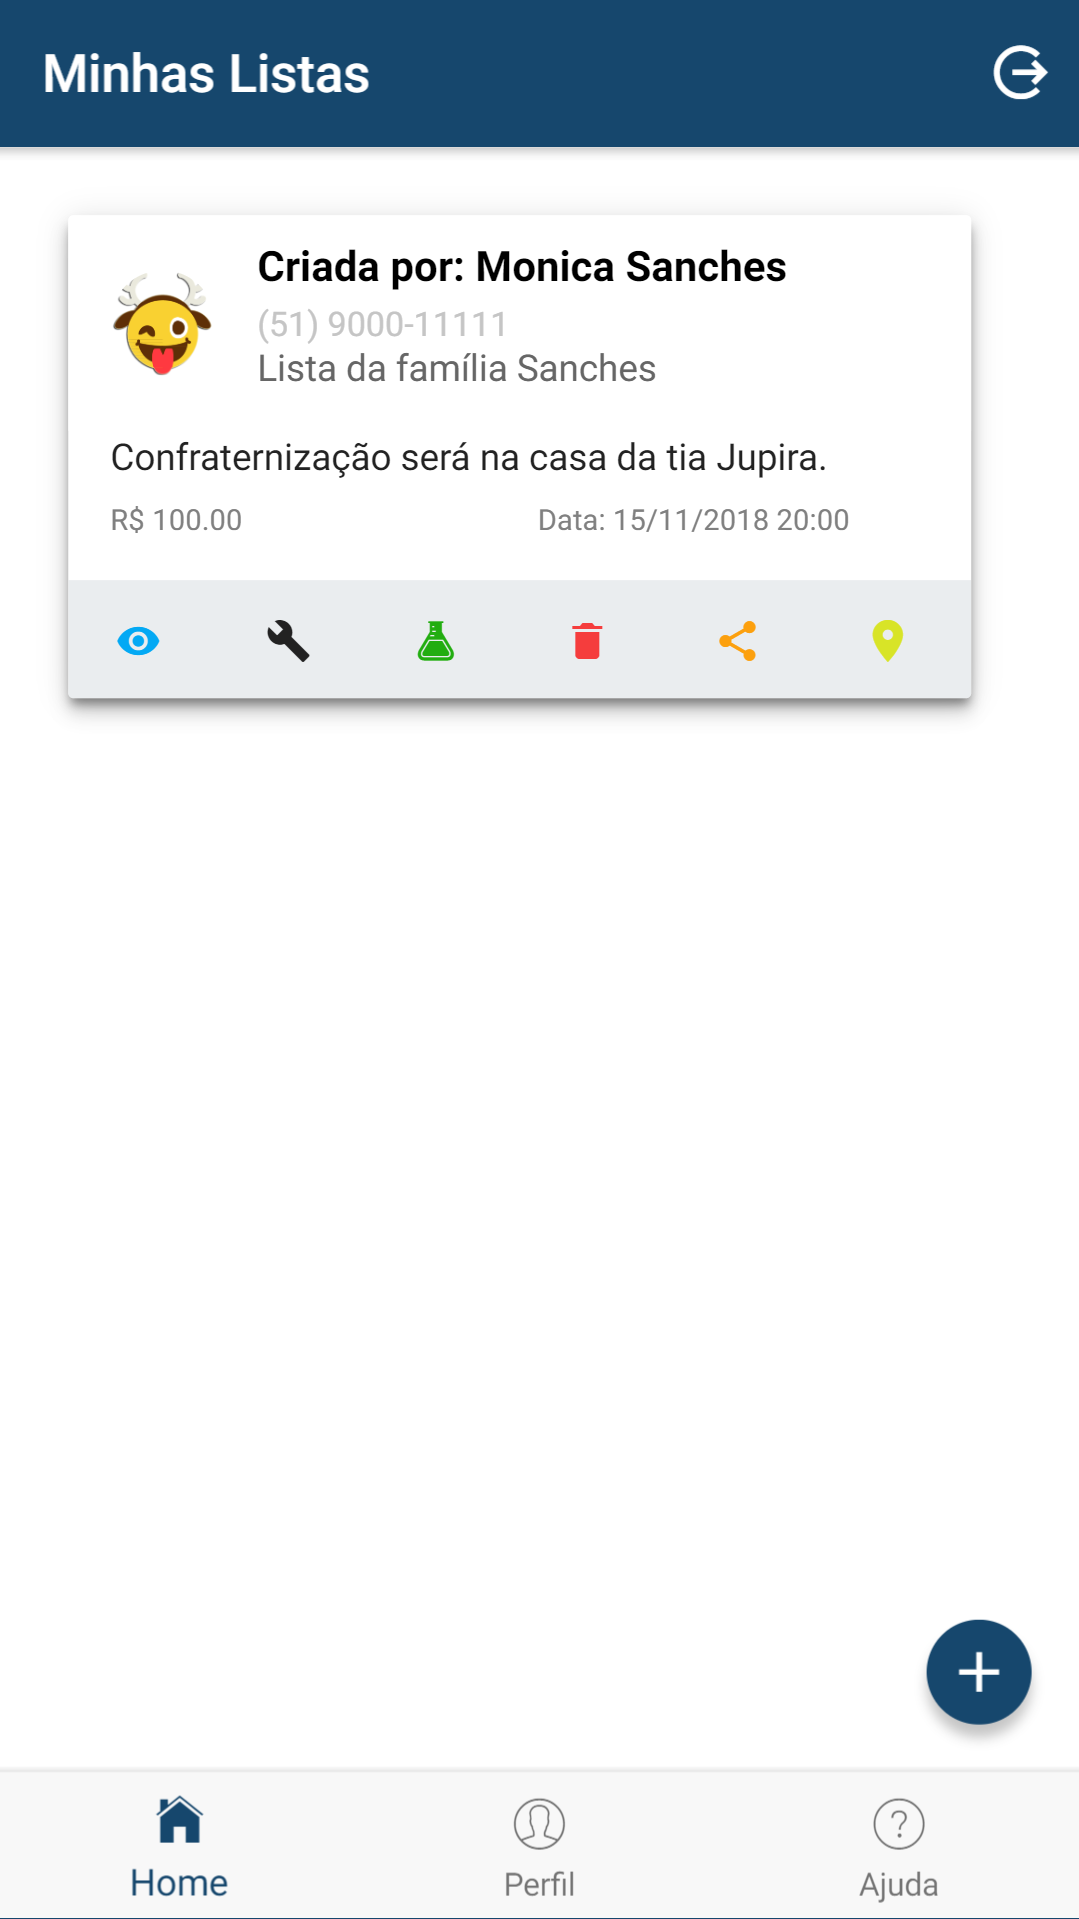 Minhas Listas
Criada por: Monica Sanches
(51) 9000-11111
Lista da família Sanches
Confraternização será na casa da tia Jupira.
R$ 100.00 Data: 15/11/2018 20:00
Home Perfil Ajuda